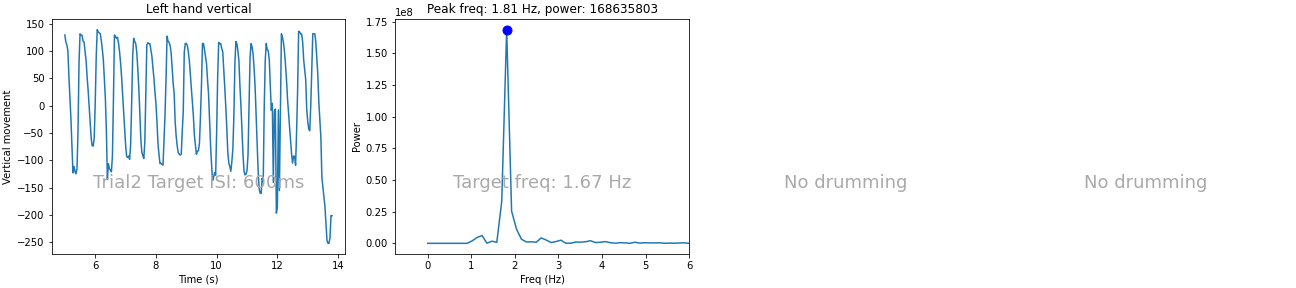 Left hand vertical
Vertical movement
150
100
50
0
−50
−100
−150
−200
−250
Trial2 Target ISI: 600ms
6
8
10
12
14
Time (s)
Peak freq: 1.81 Hz, power: 168635803
1e8
Power
1.75
1.50
1.25
1.00
0.75
0.50
0.25
0.00
Target freq: 1.67 Hz
0
1
2
3
4
5
6
Freq (Hz)
No drumming
No drumming